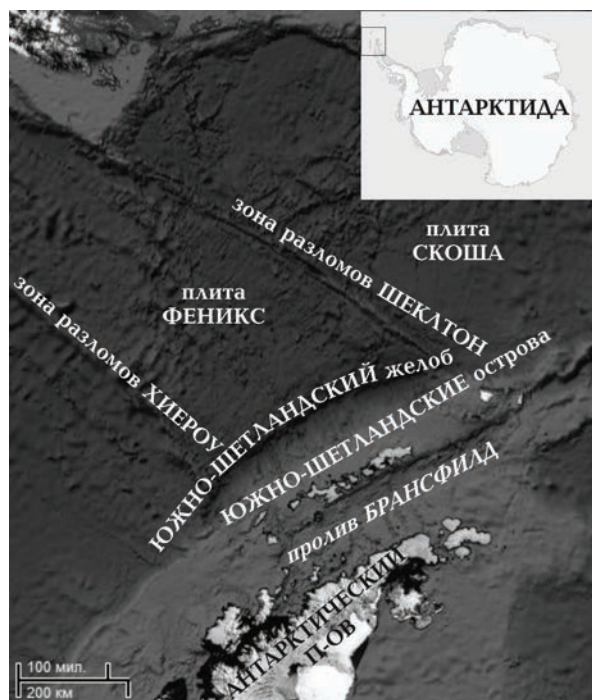 АНТАРКТИДА
зона разломов ШЕКЛТОН
плита
СКОША
плита
ФЕНИКС
зона разломов ХИЕРОУ
ЮЖНО-ШЕТЛАНДСКИЙ желоб
ЮЖНО-ШЕТЛАНДСКИЕ острова
пролив БРАНСФИЛД
АНТАРКТИЧЕСКИЙ
П-ОВ
100 мил.
200 км